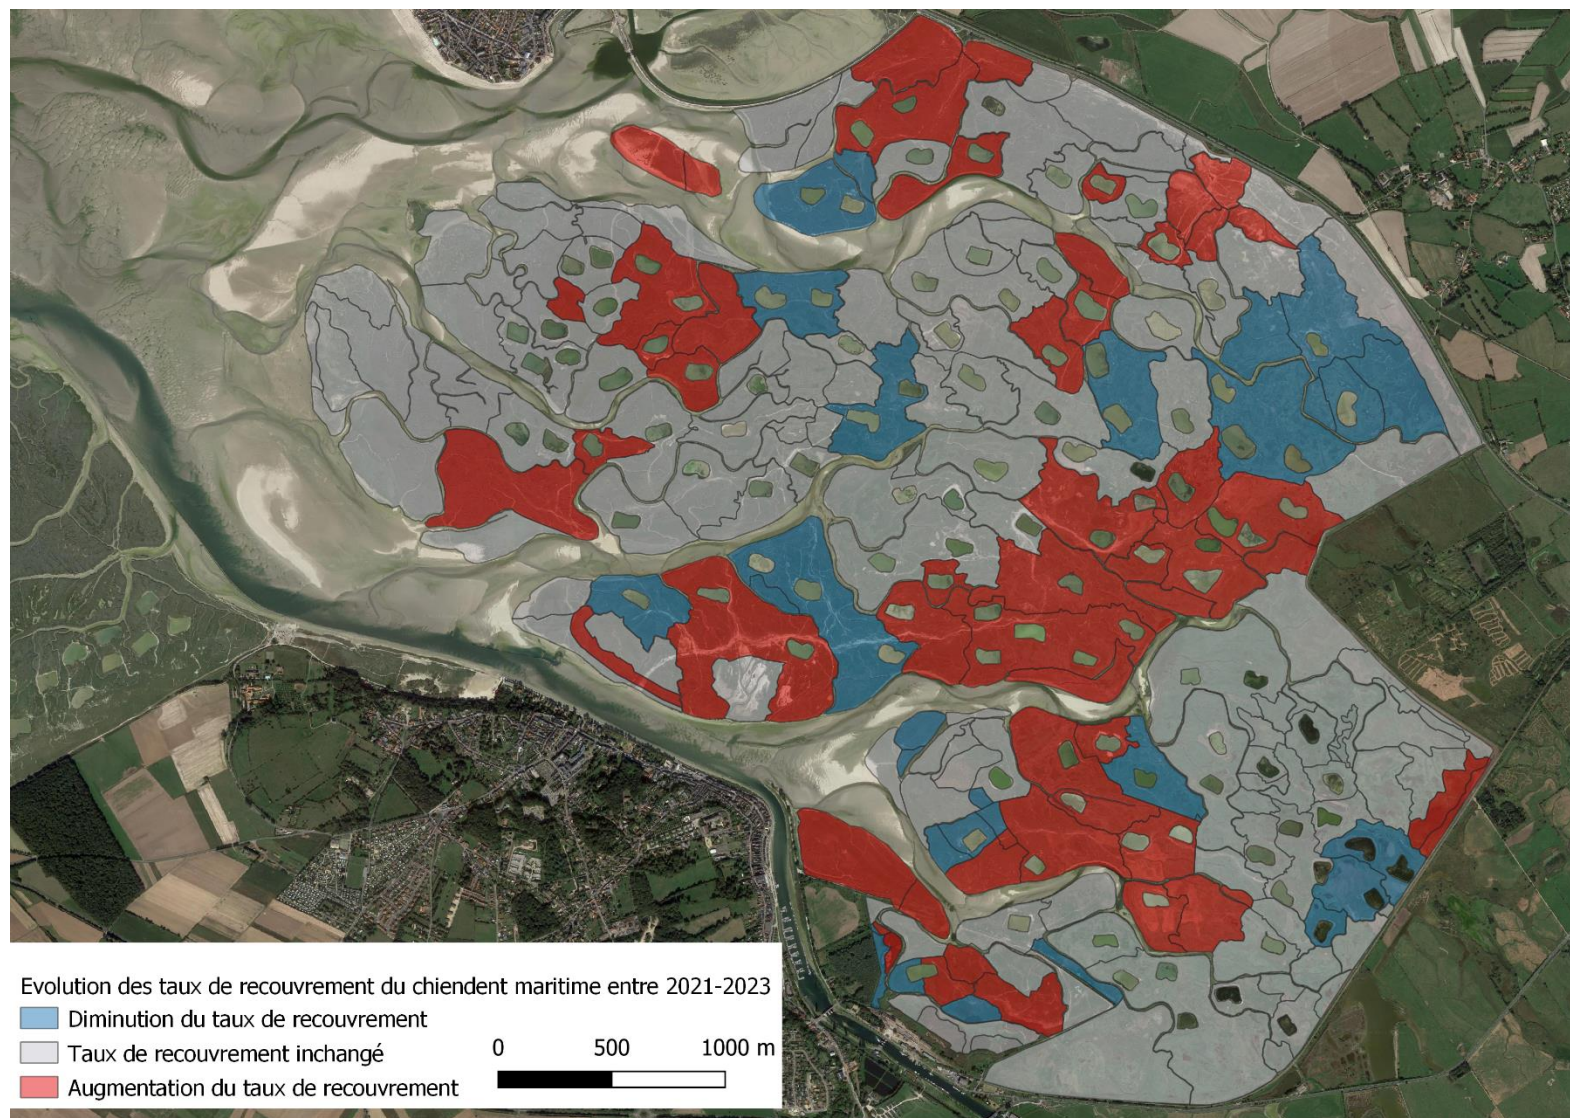 Evolution des taux de recouvrement du chiendent maritime entre 2021-2023
Diminution du taux de recouvrement
Taux de recouvrement inchangé
Augmentation du taux de recouvrement
0 500 1000 m